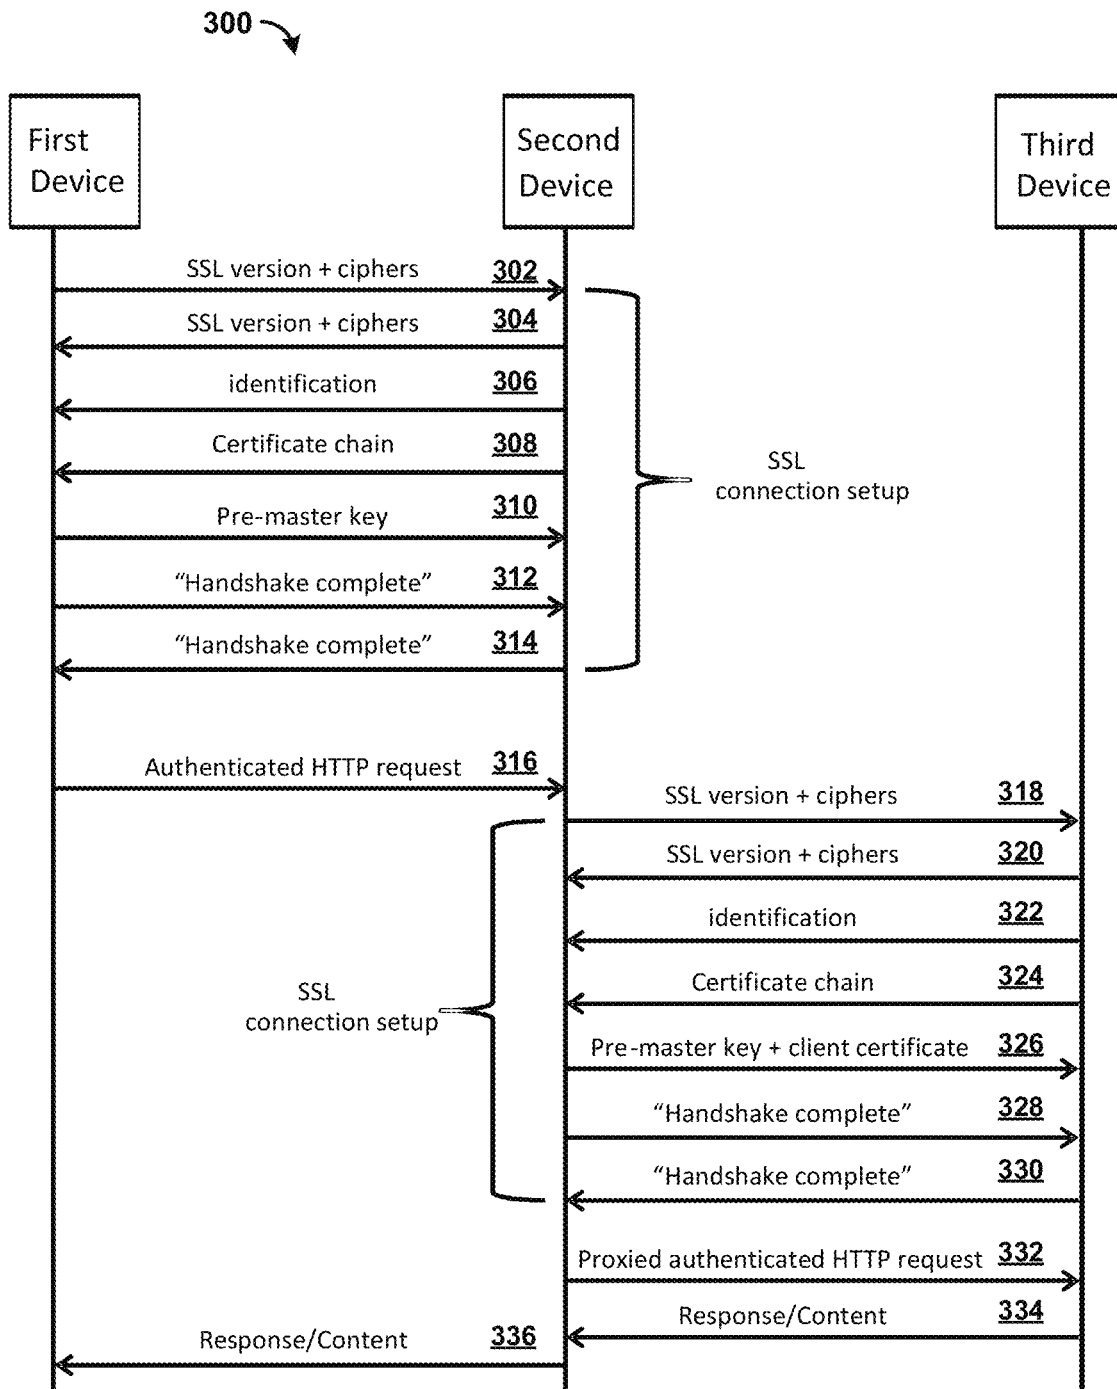 300
First
Device
Second
Device
Third
Device
SSL version + ciphers 302
SSL version + ciphers 304
identification 306
Certificate chain 308
SSL
connection setup
Pre-master key 310
“Handshake complete” 312
“Handshake complete” 314
Authenticated HTTP request 316
SSL version + ciphers 318
SSL version + ciphers 320
identification 322
Certificate chain 324
SSL
connection setup
Pre-master key + client certificate 326
“Handshake complete” 328
“Handshake complete” 330
Proxied authenticated HTTP request 332
Response/Content 334
Response/Content 336